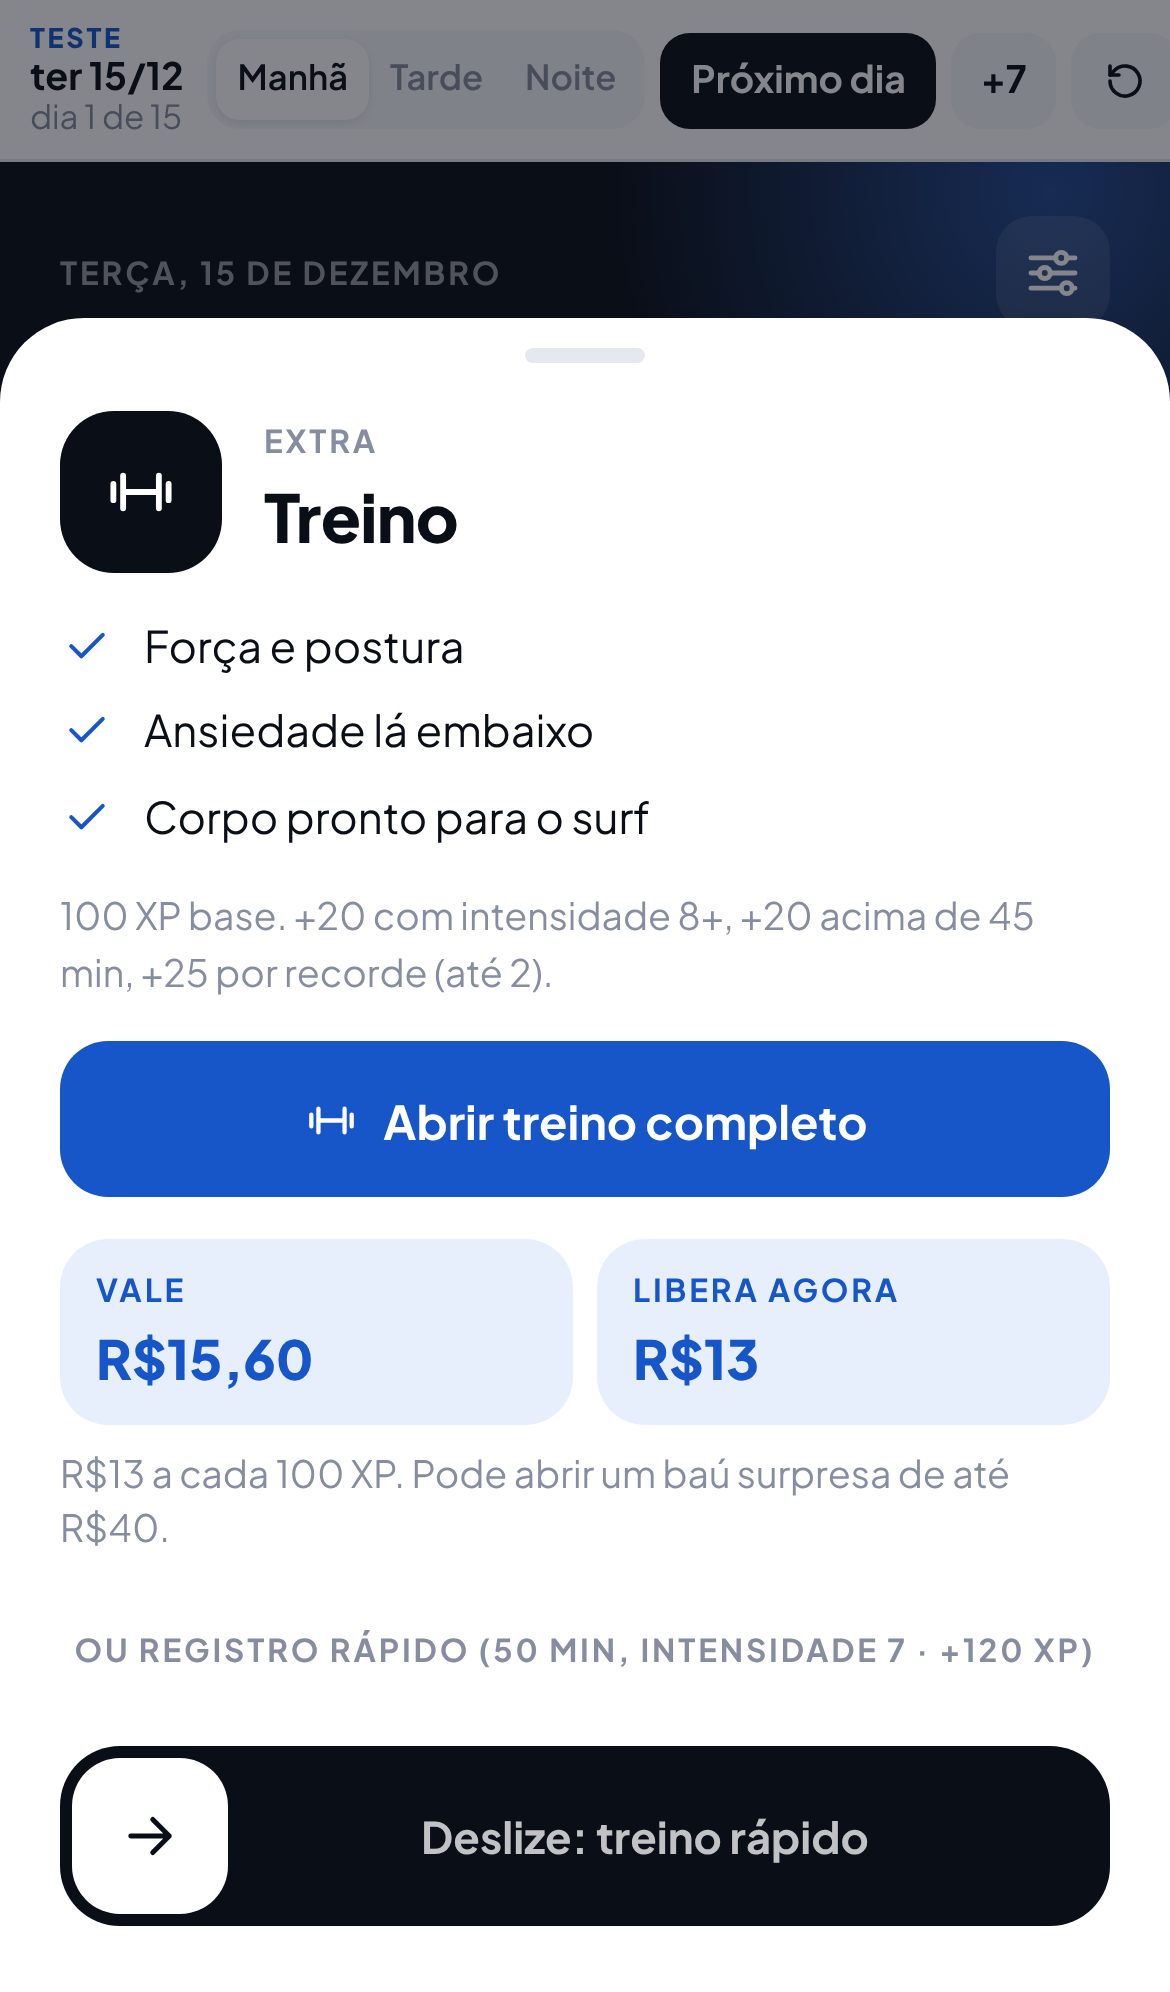 TESTE
ter 15/12
dia 1 de 15
Manhã
Tarde
Noite
Próximo dia
+7
TERÇA, 15 DE DEZEMBRO
EXTRA
Treino
Força e postura
Ansiedade lá embaixo
Corpo pronto para o surf
100 XP base. +20 com intensidade 8+, +20 acima de 45
min, +25 por recorde (até 2).
Abrir treino completo
VALE
R$15,60
LIBERA AGORA
R$13
R$13 a cada 100 XP. Pode abrir um baú surpresa de até
R$40.
OU REGISTRO RÁPIDO (50 MIN, INTENSIDADE 7 · +120 XP)
Deslize: treino rápido